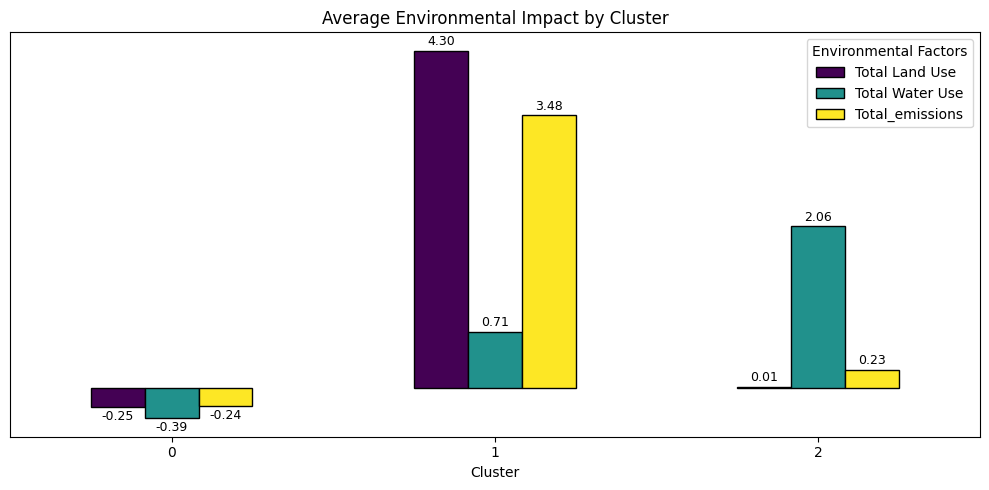 Average Environmental Impact by Cluster
4.30
Environmental Factors
Total Land Use
Total Water Use
Total_emissions
3.48
2.06
0.71
0.23
0.01
-0.25
-0.39
-0.24
0
1
2
Cluster